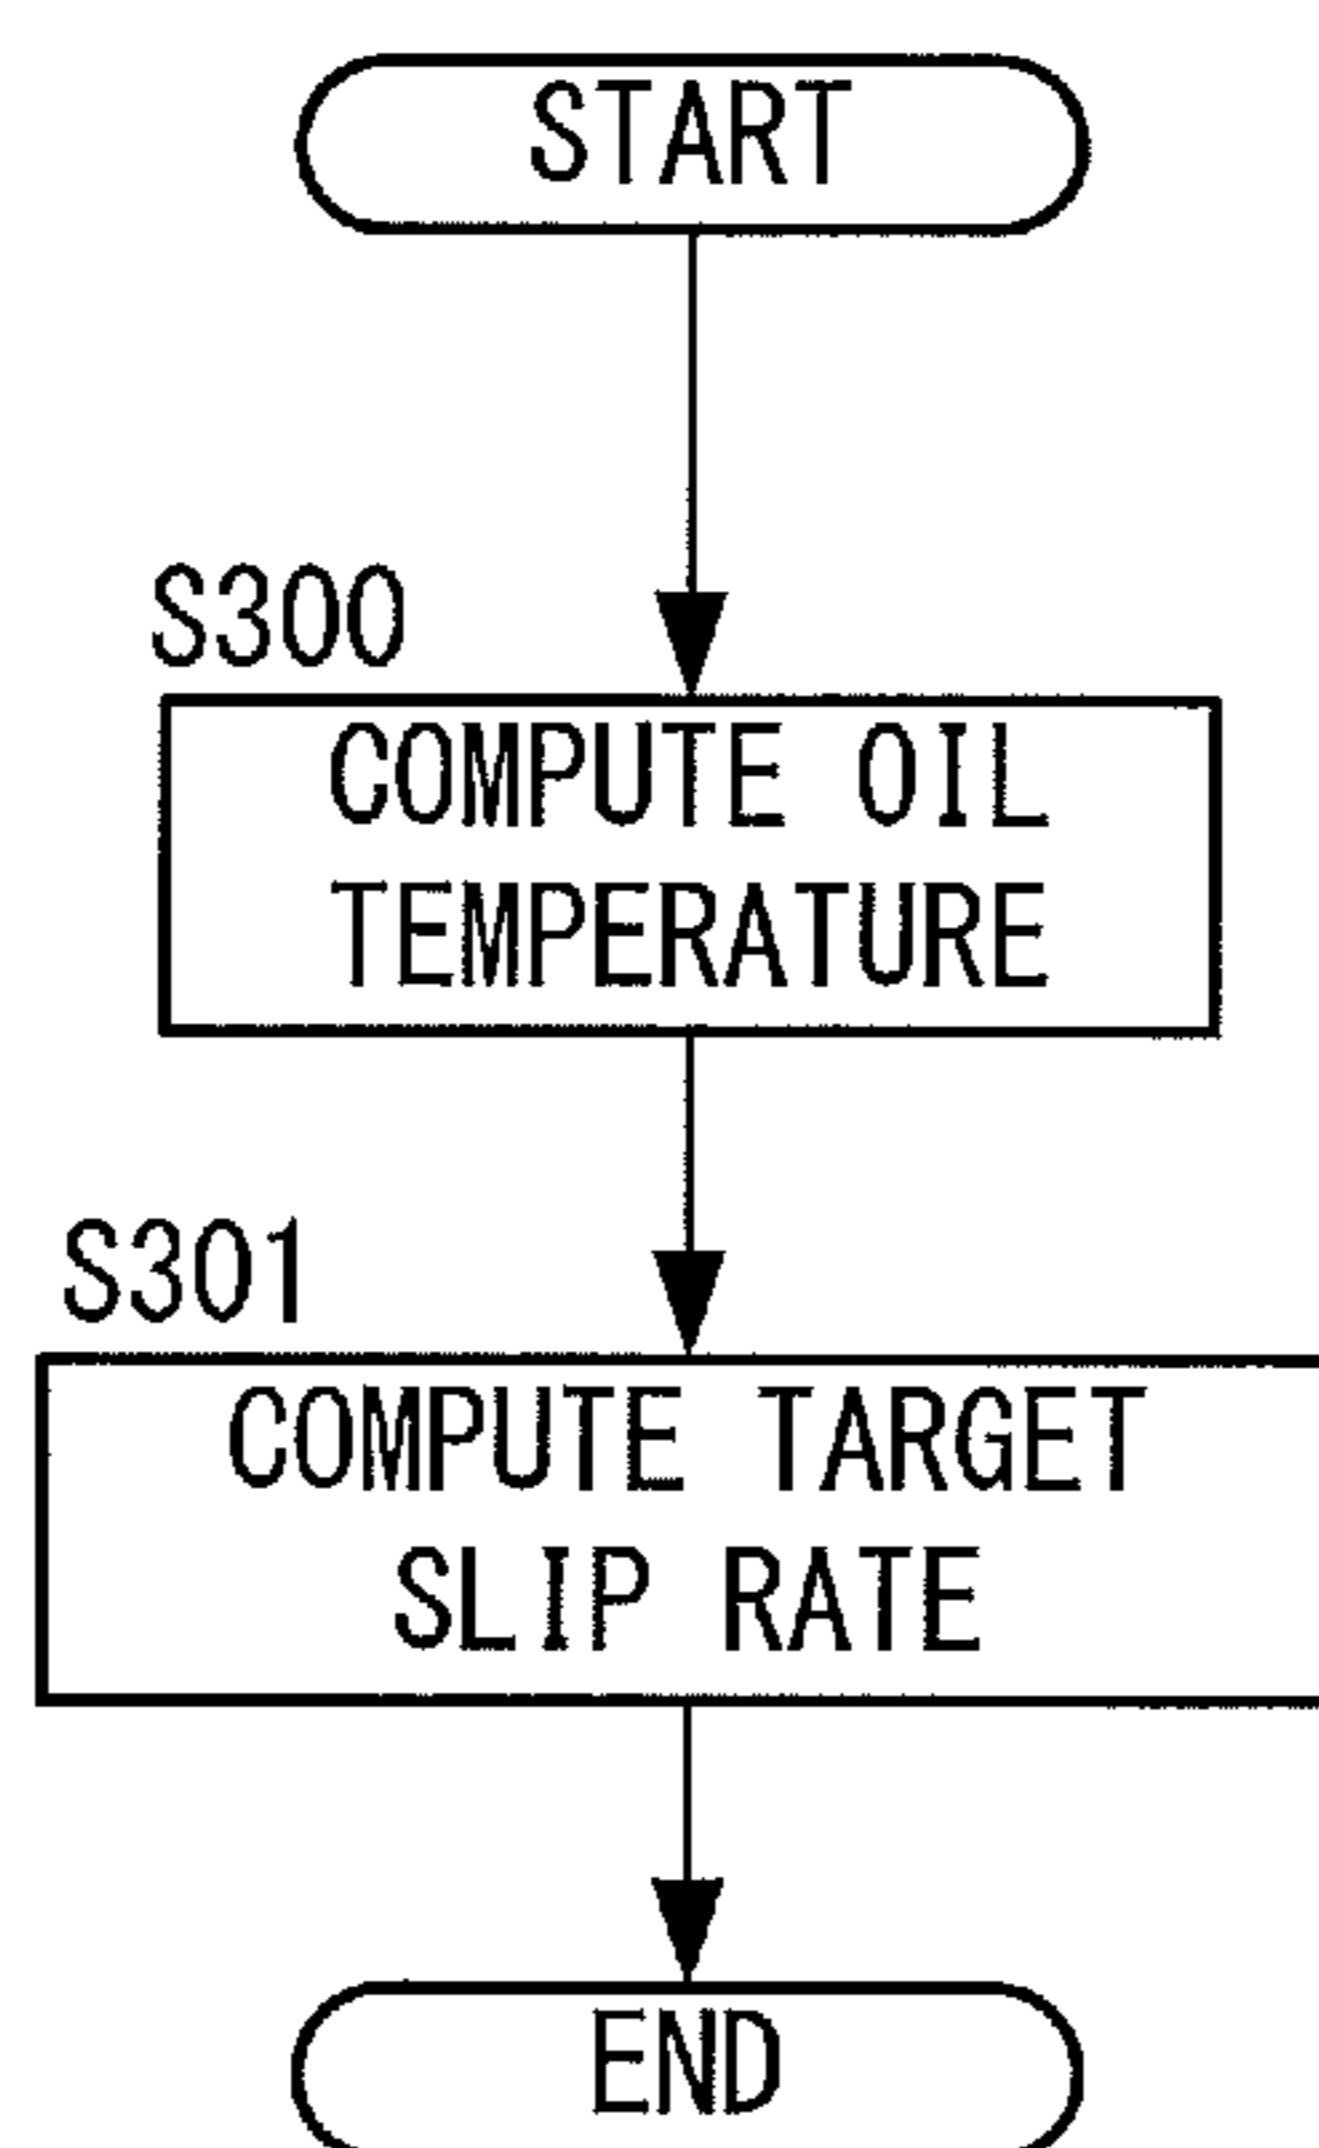 START
S300
COMPUTE OIL
TEMPERATURE
S301
COMPUTE TARGET
SLIP RATE
END